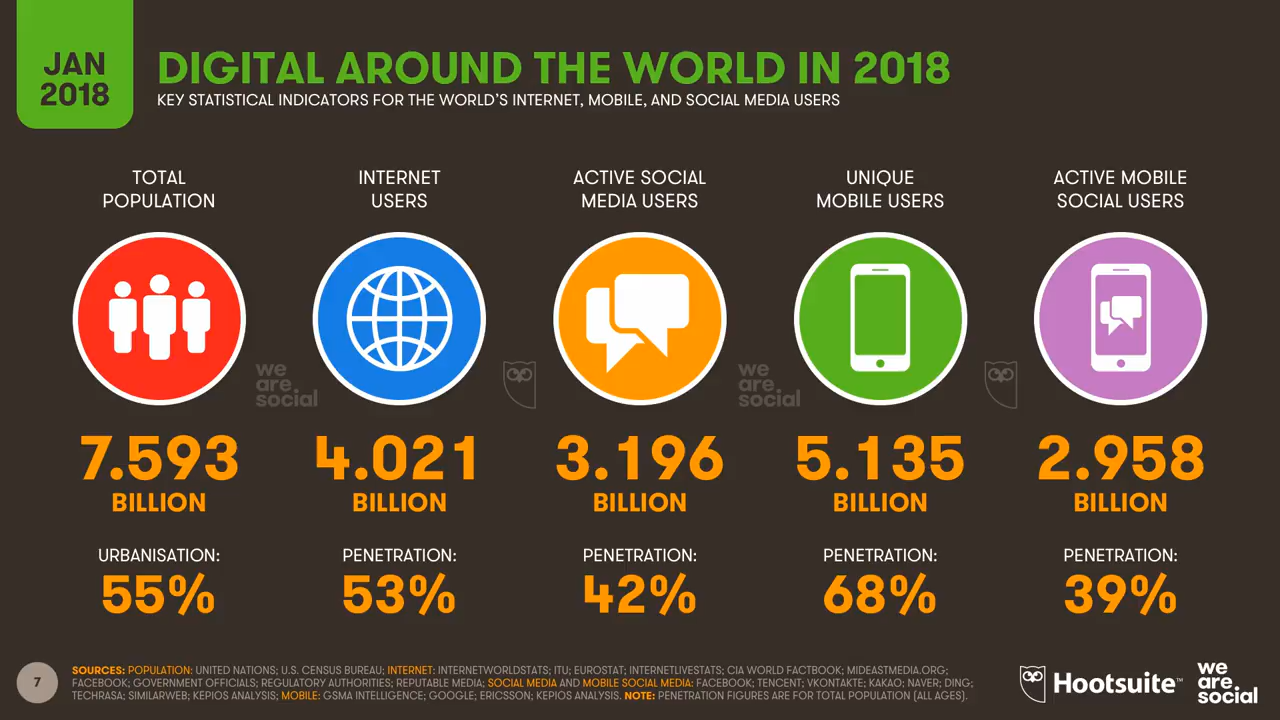 JAN
2018
DIGITAL AROUND THE WORLD IN 2018
KEY STATISTICAL INDICATORS FOR THE WORLD'S INTERNET, MOBILE, AND SOCIAL MEDIA USERS
TOTAL
POPULATION
INTERNET
USERS
ACTIVE SOCIAL
MEDIA USERS
UNIQUE
MOBILE USERS
ACTIVE MOBILE
SOCIAL USERS
we
are
social
we
are
social
7.593
BILLION
4.021
BILLION
3.196
BILLION
5.135
BILLION
2.958
BILLION
URBANISATION:
55%
PENETRATION:
53%
PENETRATION:
42%
PENETRATION:
68%
PENETRATION:
39%
7
SOURCES: POPULATION: UNITED NATIONS; U.S. CENSUS BUREAU; INTERNET: INTERNETWORLDSTATS; ITU; EUROSTAT; INTERNETLIVESTATS; CIA WORLD FACTBOOK; MIDEASTMEDIA.ORG;
FACEBOOK; GOVERNMENT OFFICIALS; REGULATORY AUTHORITIES; REPUTABLE MEDIA; SOCIAL MEDIA AND MOBILE SOCIAL MEDIA: FACEBOOK; TENCENT; VKONTAKTE; KAKAO; NAVER; DING;
TECHRASA; SIMILARWEB; KEPIOS ANALYSIS; MOBILE: GSMA INTELLIGENCE; GOOGLE; ERICSSON; KEPIOS ANALYSIS. NOTE: PENETRATION FIGURES ARE FOR TOTAL POPULATION (ALL AGES).
Hootsuite™
we
are
social